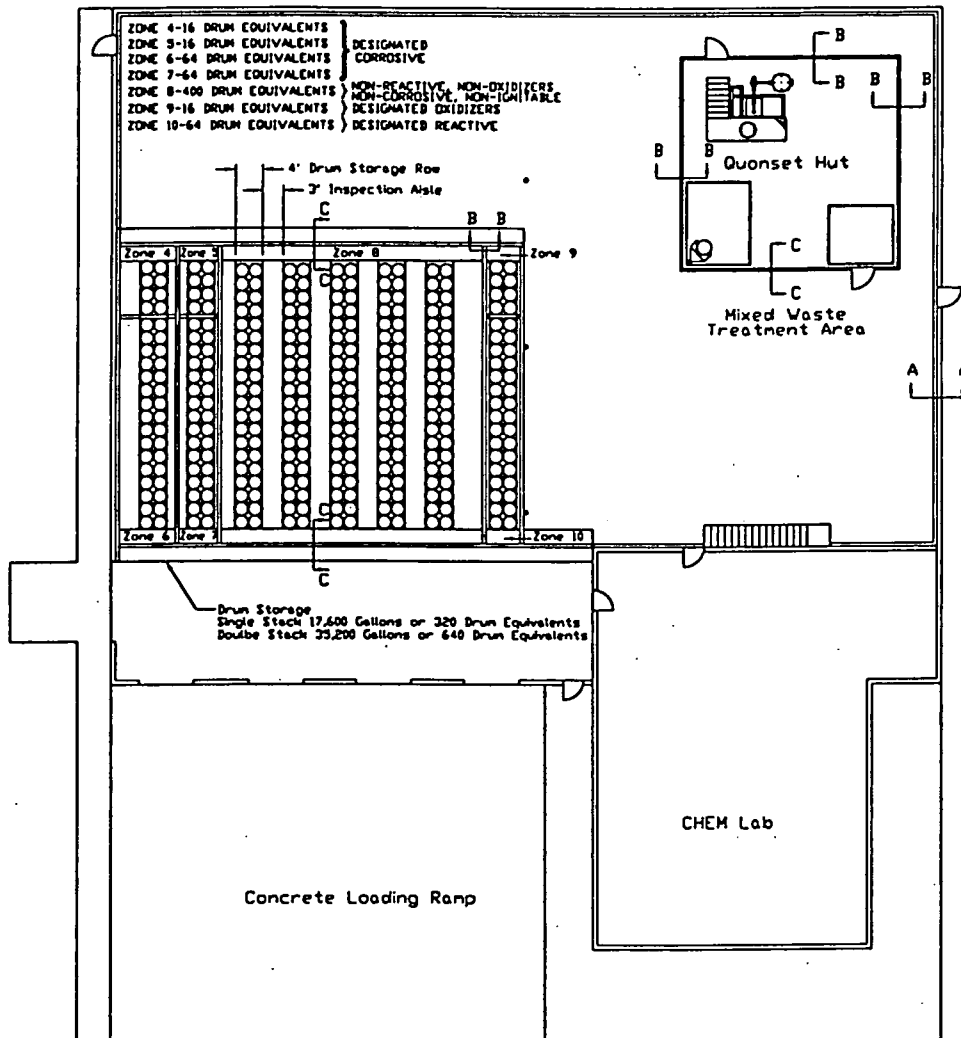 ZONE 4-16 DRUM EQUIVALENTS
ZONE 5-16 DRUM EQUIVALENTS
ZONE 6-64 DRUM EQUIVALENTS
ZONE 7-64 DRUM EQUIVALENTS
DESIGNATED
CORROSIVE
ZONE 8-400 DRUM EQUIVALENTS
NON-REACTIVE, NON-OXIDIZERS
NON-CORROSIVE, NON-IGNITABLE
ZONE 9-16 DRUM EQUIVALENTS
DESIGNATED OXIDIZERS
ZONE 10-64 DRUM EQUIVALENTS
DESIGNATED REACTIVE
B
B
B B
Quonset Hut
B B
4' Drum Storage Row
3' Inspection Aisle
C
C
B B
Zone 4
Zone 5
Zone 8
Zone 9
C
C
Mixed Waste
Treatment Area
A
C
C
Zone 6
Zone 7
Zone 10
Drum Storage
Single Stack 17,600 Gallons or 320 Drum Equivalents
Doulbe Stack 35,200 Gallons or 640 Drum Equivalents
CHEM Lab
Concrete Loading Ramp